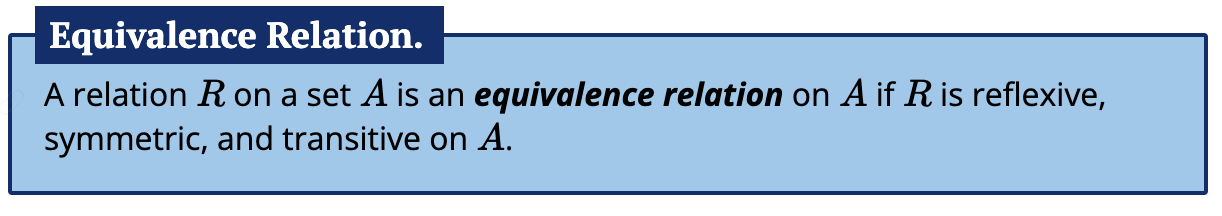 Equivalence Relation.
A relation R on a set A is an equivalence relation on A if R is reflexive,
symmetric, and transitive on A.